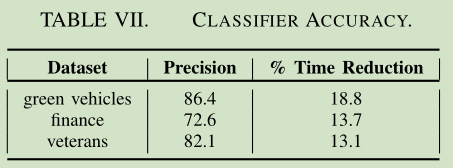 TABLE VII. CLASSIFIER ACCURACY.
Dataset Precision % Time Reduction
green vehicles 86.4 18.8
finance 72.6 13.7
veterans 82.1 13.1